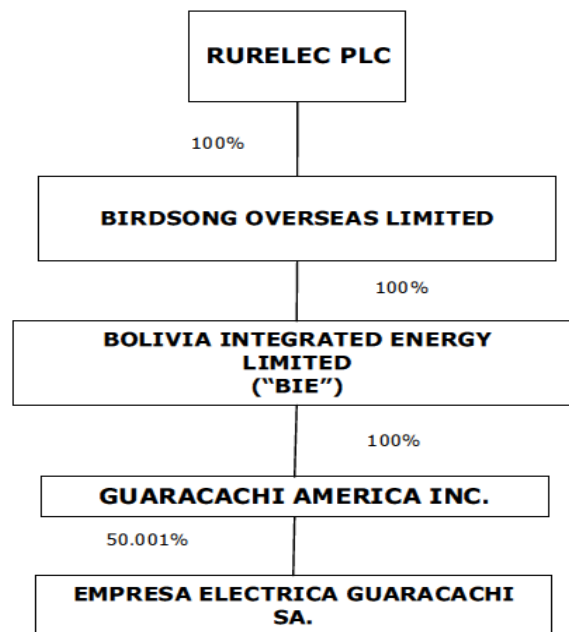 RURELEC PLC
100%
BIRDSONG OVERSEAS LIMITED
100%
BOLIVIA INTEGRATED ENERGY
LIMITED
(“BIE”)
100%
GUARACACHI AMERICA INC.
50.001%
EMPRESA ELECTRICA GUARACACHI
SA.